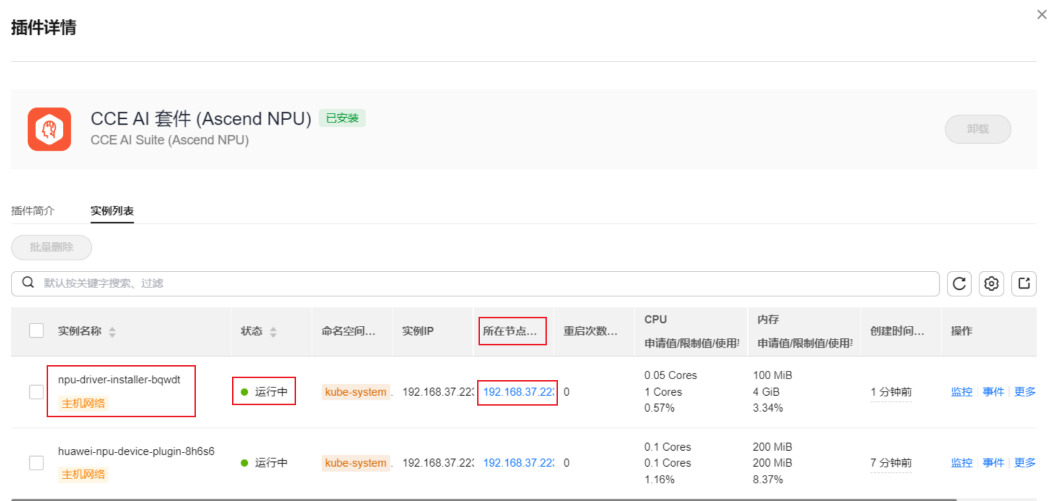 插件详情
CCE AI 套件 (Ascend NPU) 已安装
CCE AI Suite (Ascend NPU)
卸载
插件简介 实例列表
批量删除
默认按关键字搜索、过滤
实例名称 状态 命名空间... 实例IP 所在节点... 重启次数... CPU 内存 创建时间... 操作
申请值/限制值/使用 申请值/限制值/使用
npu-driver-installer-bqwdt 主机网络 运行中 kube-system 192.168.37.22 192.168.37.22 0 0.05 Cores 100 MiB 1 分钟前 监控 事件 更多
1 Cores 4 GiB
0.57% 3.34%
huawei-npu-device-plugin-8h6s6 主机网络 运行中 kube-system 192.168.37.22 192.168.37.22 0 0.1 Cores 200 MiB 7 分钟前 监控 事件 更多
0.1 Cores 200 MiB
1.16% 8.37%